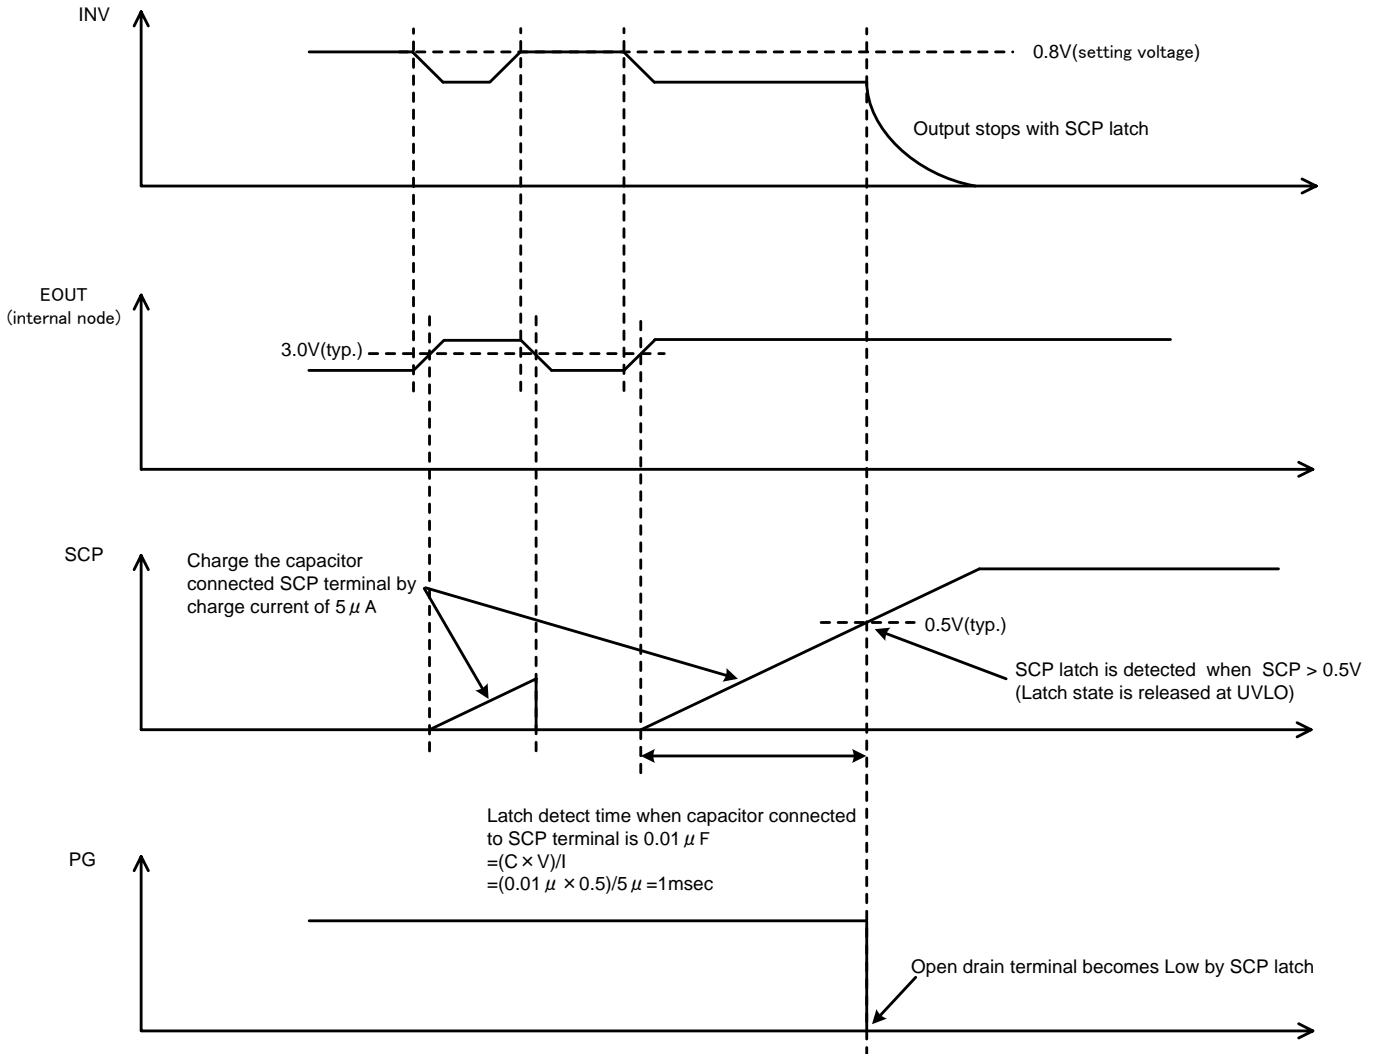 INV
0.8V(setting voltage)
Output stops with SCP latch
EOUT
(internal node)
3.0V(typ.)
SCP
Charge the capacitor
connected SCP terminal by
charge current of 5μA
0.5V(typ.)
SCP latch is detected when SCP > 0.5V
(Latch state is released at UVLO)
Latch detect time when capacitor connected
to SCP terminal is 0.01μF
=(C×V)/I
=(0.01μ×0.5)/5μ=1msec
PG
Open drain terminal becomes Low by SCP latch